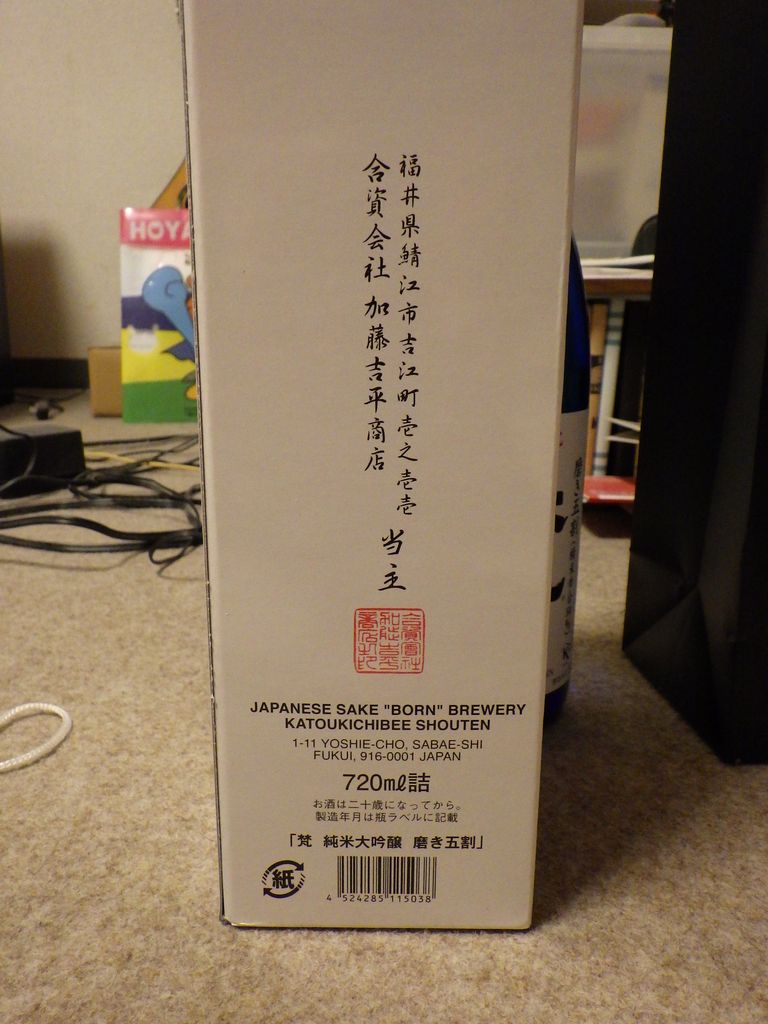 HOYA
福井県鯖江市吉江町壱之壱壱
合資会社 加藤吉平商店
当主
JAPANESE SAKE "BORN" BREWERY
KATOUKICHIBEE SHOUTEN
1-11 YOSHIE-CHO, SABAE-SHI
FUKUI, 916-0001 JAPAN
720mℓ詰
お酒は二十歳になってから。
製造年月は瓶ラベルに記載
「梵 純米大吟醸 磨き五割」
紙
4 524285 115038
磨き五割